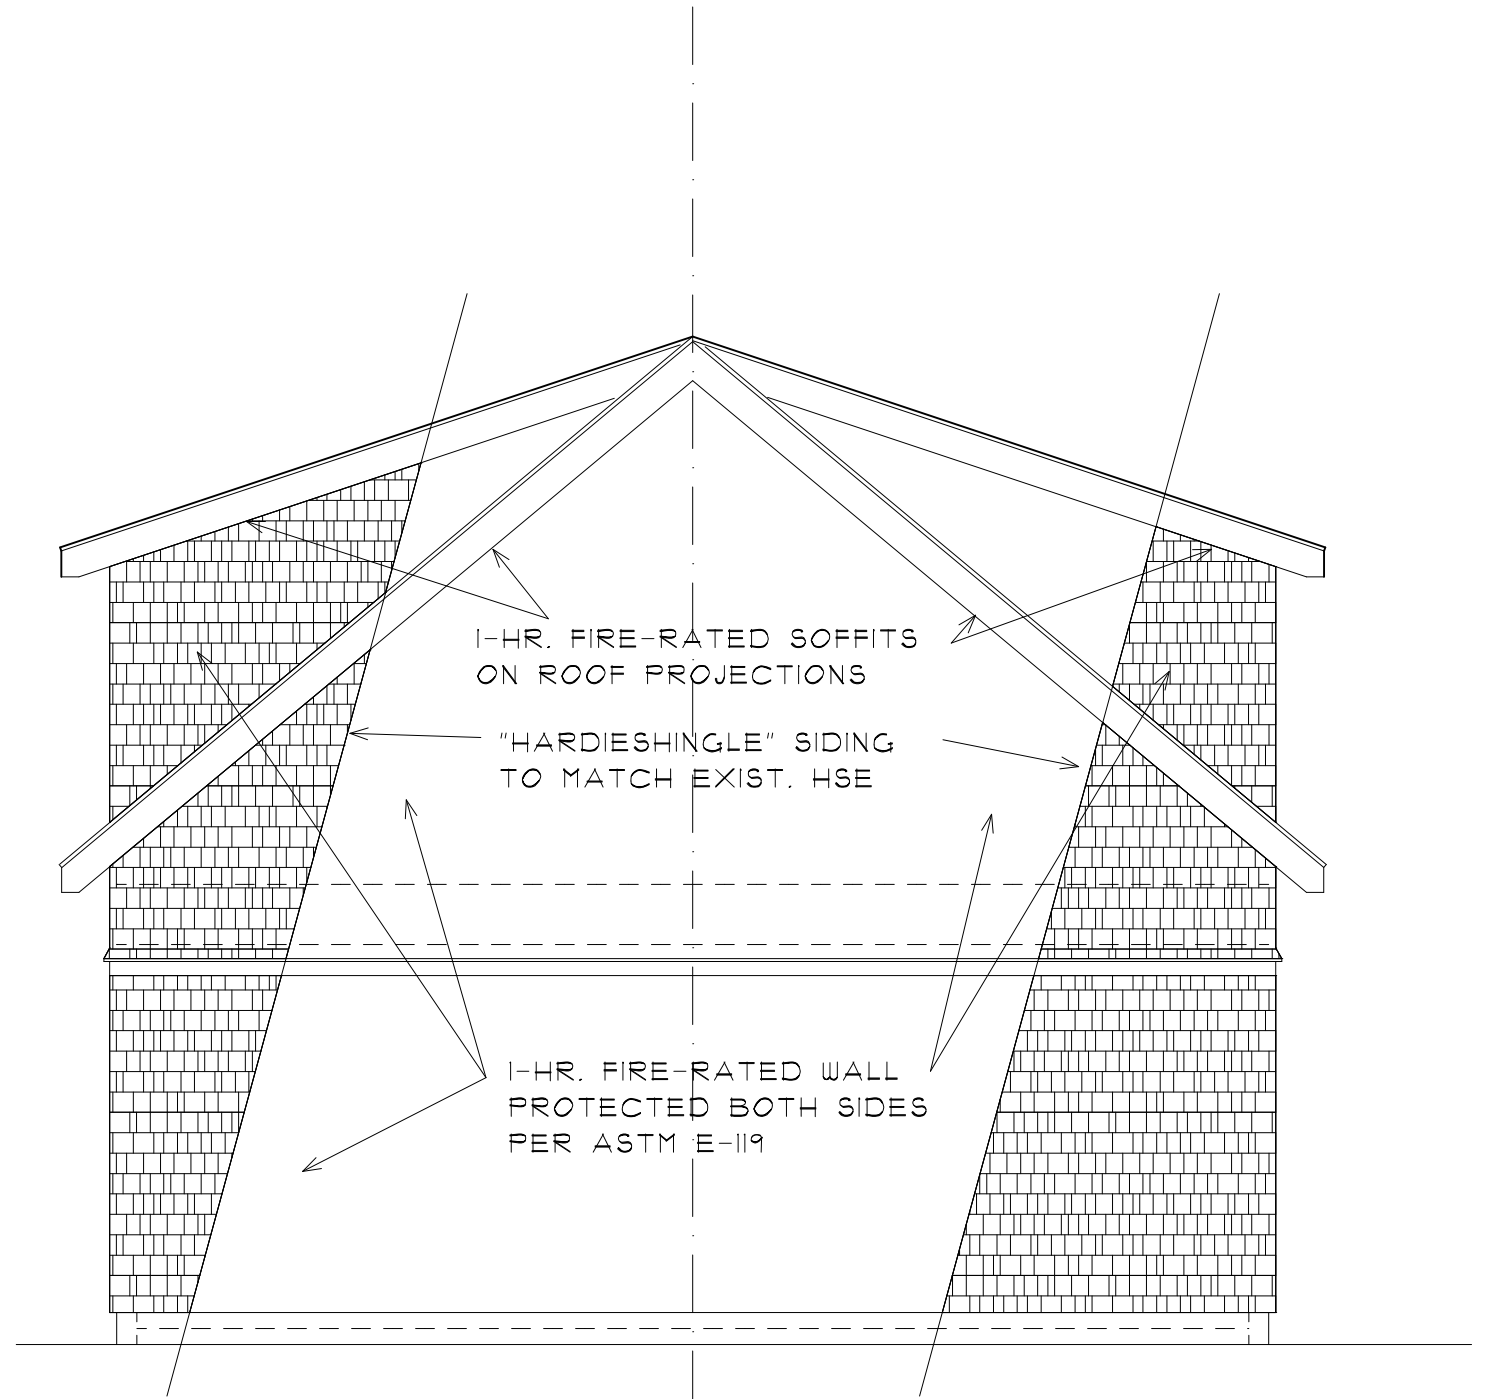 1-HR. FIRE-RATED SOFFITS
ON ROOF PROJECTIONS
"HARDIESHINGLE" SIDING
TO MATCH EXIST. HSE
1-HR. FIRE-RATED WALL
PROTECTED BOTH SIDES
PER ASTM E-119